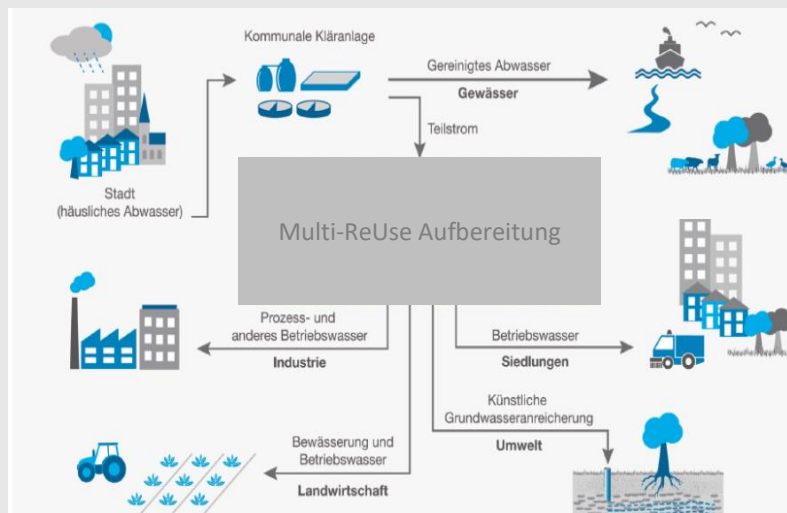 Kommunale Kläranlage
Gereinigtes Abwasser
Gewässer
Teilstrom
Stadt
(häusliches Abwasser)
Multi-ReUse Aufbereitung
Prozess- und
anderes Betriebswasser
Industrie
Betriebswasser
Siedlungen
Künstliche
Grundwasseranreicherung
Umwelt
Bewässerung und
Betriebswasser
Landwirtschaft